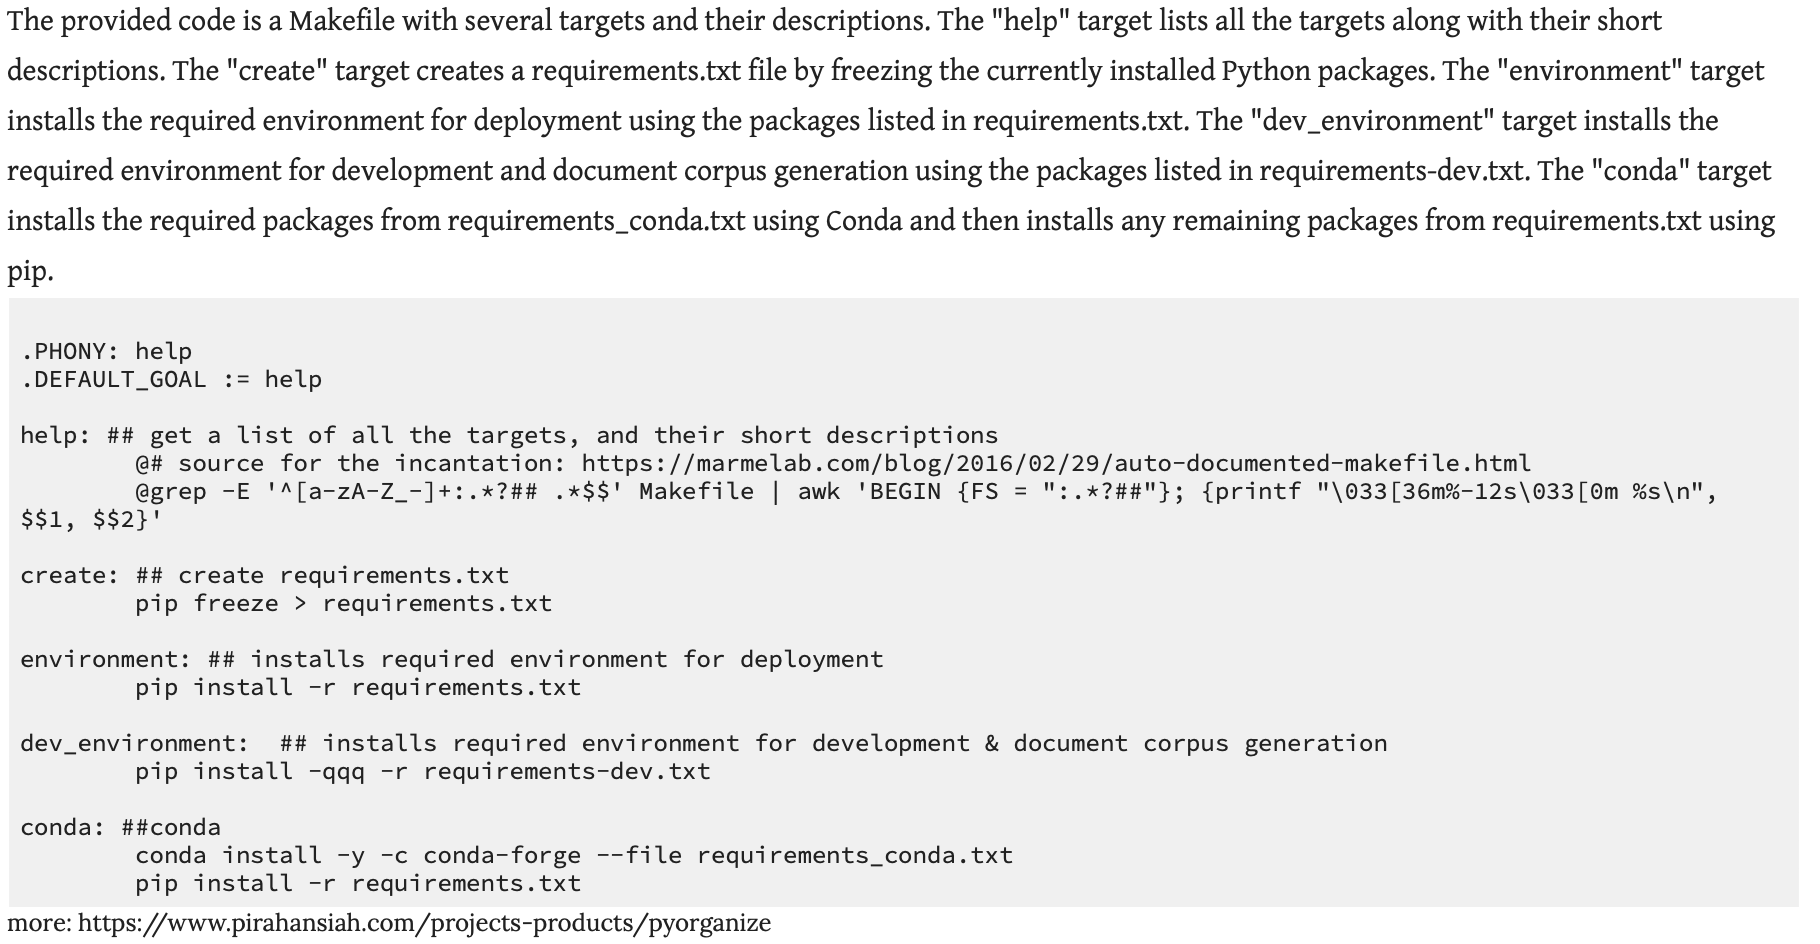 The provided code is a Makefile with several targets and their descriptions. The "help" target lists all the targets along with their short
descriptions. The "create" target creates a requirements.txt file by freezing the currently installed Python packages. The "environment" target
installs the required environment for deployment using the packages listed in requirements.txt. The "dev_environment" target installs the
required environment for development and document corpus generation using the packages listed in requirements-dev.txt. The "conda" target
installs the required packages from requirements_conda.txt using Conda and then installs any remaining packages from requirements.txt using
pip.
.PHONY: help
.DEFAULT_GOAL := help
help: ## get a list of all the targets, and their short descriptions
@# source for the incantation: https://marmelab.com/blog/2016/02/29/auto-documented-makefile.html
@grep -E '^[a-zA-Z_-]+:.*?## .*$$' Makefile | awk 'BEGIN {FS = ":.*?##"}; {printf "\033[36m%-12s\033[0m %s\n",
$$1, $$2}'
create: ## create requirements.txt
pip freeze > requirements.txt
environment: ## installs required environment for deployment
pip install -r requirements.txt
dev_environment:  ## installs required environment for development & document corpus generation
pip install -qqq -r requirements-dev.txt
conda: ##conda
conda install -y -c conda-forge --file requirements_conda.txt
pip install -r requirements.txt
more: https://www.pirahansiah.com/projects-products/pyorganize